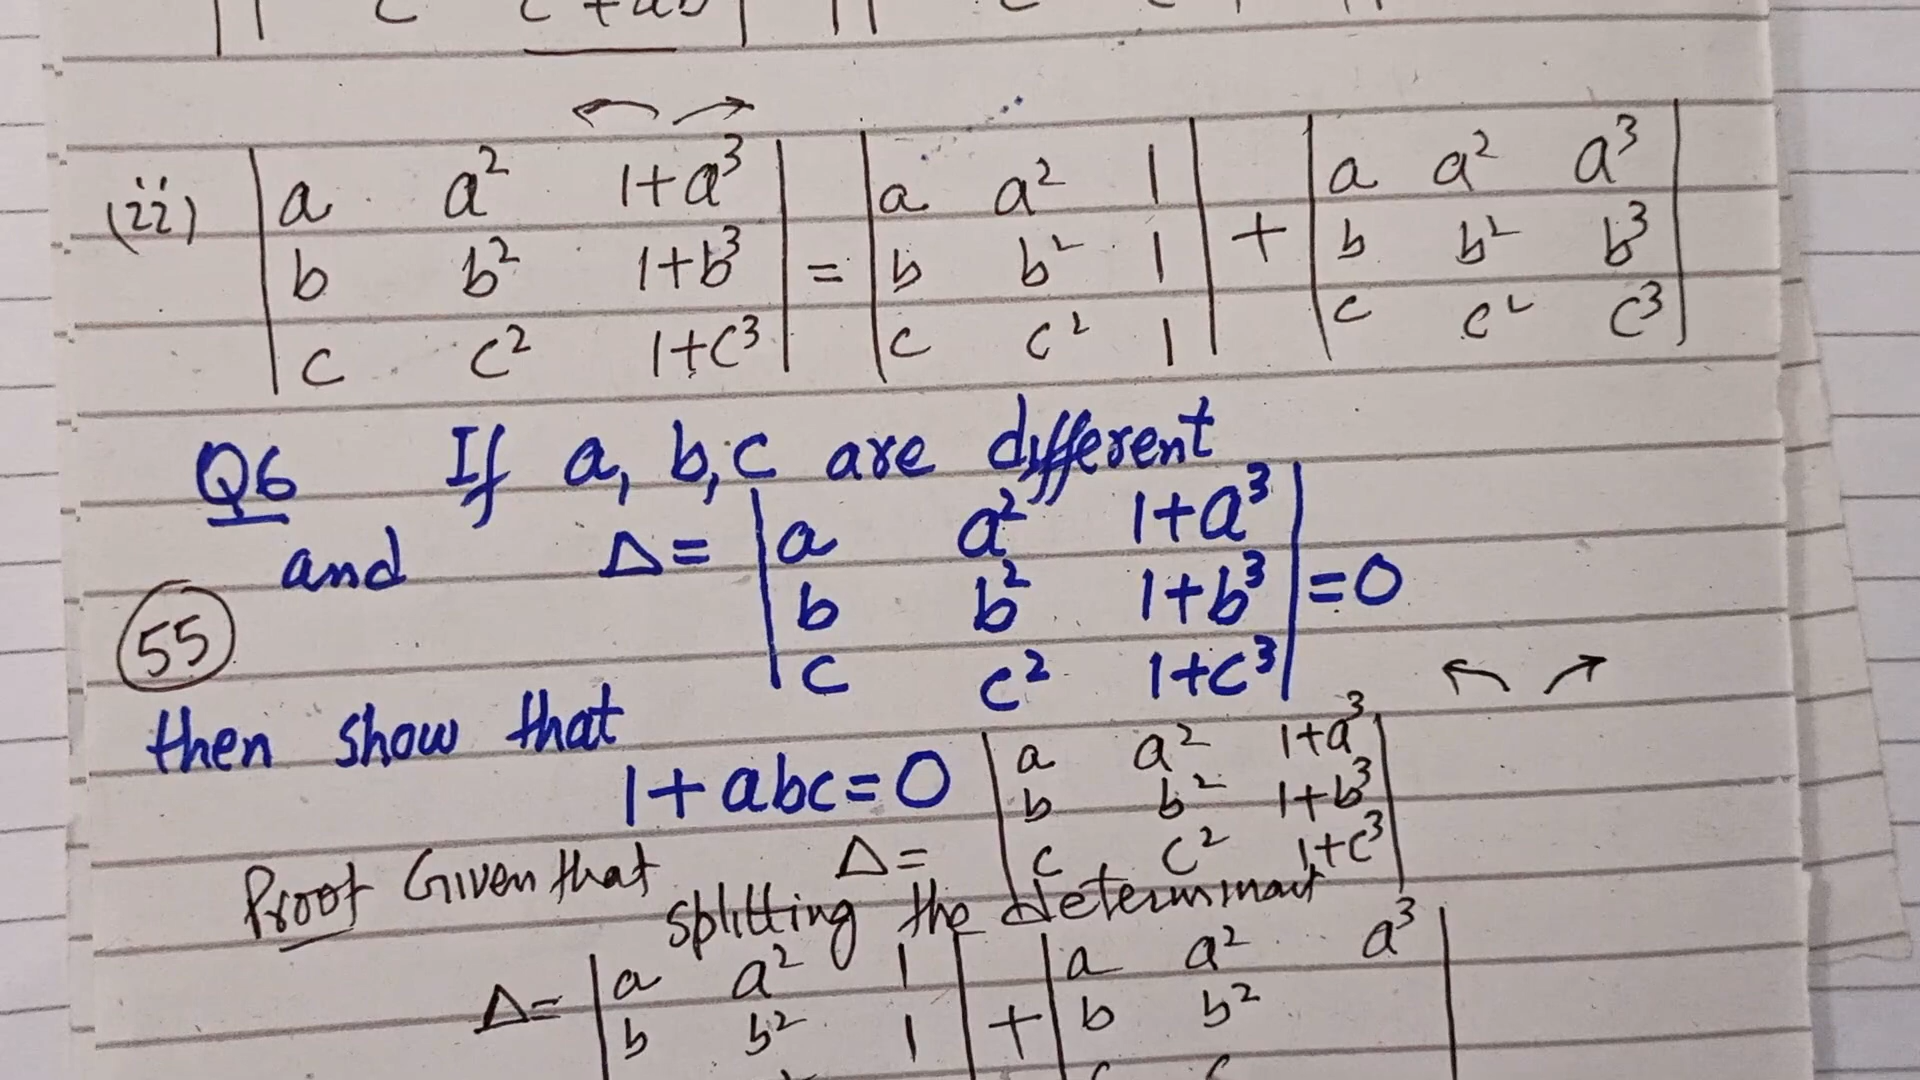 c c²+ab
(ii) | a a² 1+a³ | = | a a² 1 | + | a a² a³ |
| b b² 1+b³ | | b b² 1 | | b b² b³ |
| c c² 1+c³ | | c c² 1 | | c c² c³ |
Q6 If a, b, c are different
and Δ = | a a² 1+a³ |
| b b² 1+b³ | = 0
55
| c c² 1+c³ |
then show that
1+abc=0
| a a² 1+a³ |
| b b² 1+b³ |
Proof Given that Δ = | c c² 1+c³ |
splitting the determinant
Δ = | a a² 1 | + | a a² a³ |
| b b² 1 | | b b² |